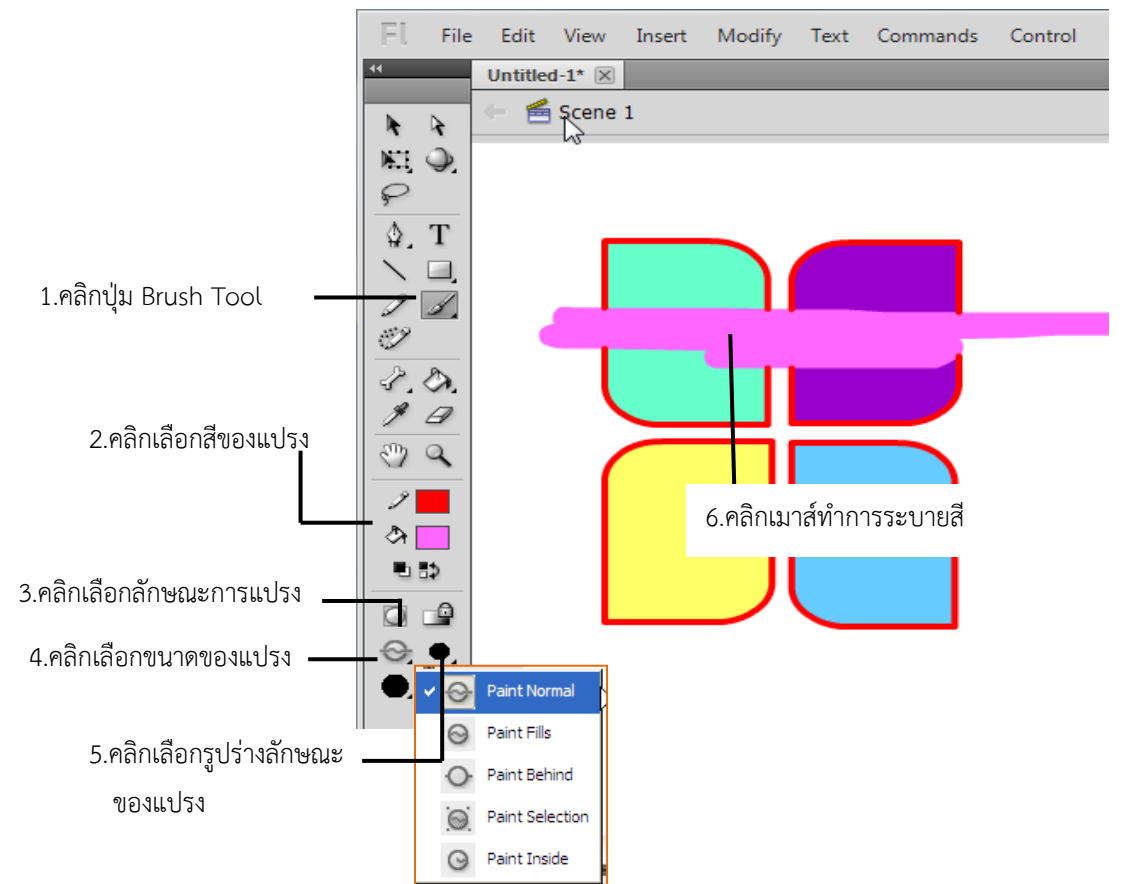 Fl File Edit View Insert Modify Text Commands Control
Untitled-1*
Scene 1
T
1.คลิกปุ่ม Brush Tool
2.คลิกเลือกสีของแปรง
6.คลิกเมาส์ทำการระบายสี
3.คลิกเลือกลักษณะการแปรง
4.คลิกเลือกขนาดของแปรง
Paint Normal
Paint Fills
5.คลิกเลือกรูปร่างลักษณะ
ของแปรง
Paint Behind
Paint Selection
Paint Inside